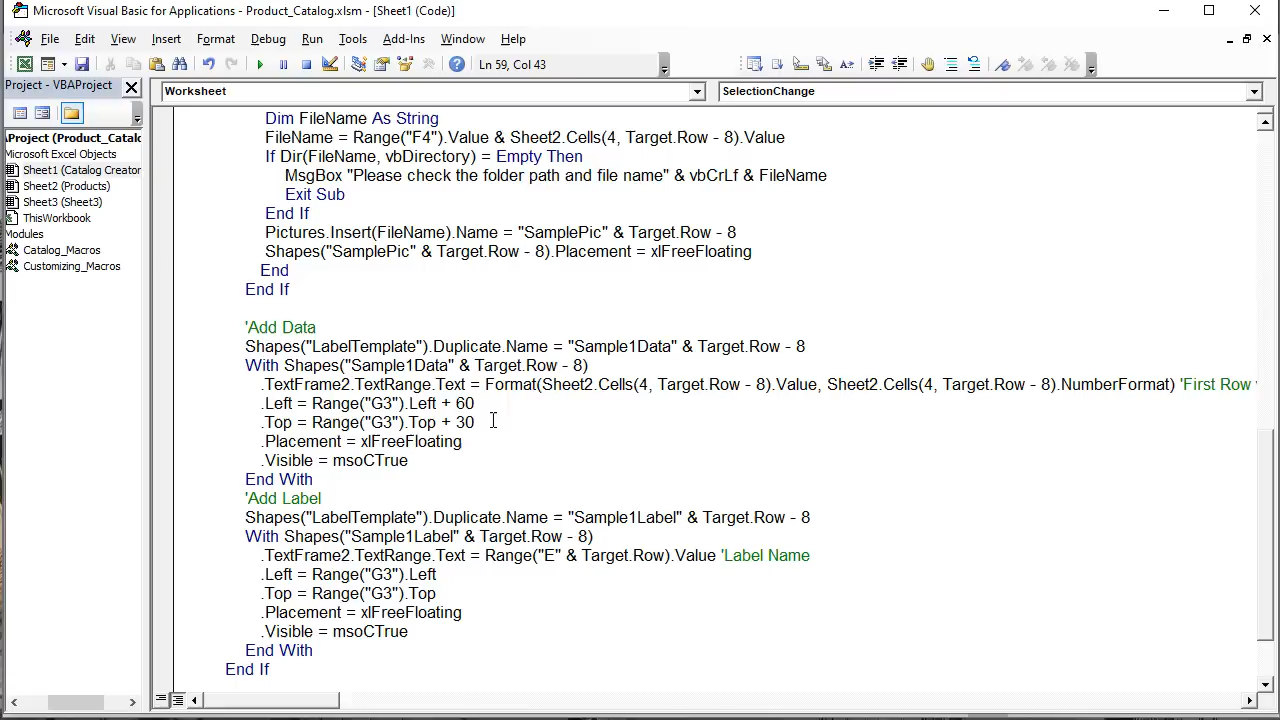 Microsoft Visual Basic for Applications - Product_Catalog.xlsm - [Sheet1 (Code)]
File Edit View Insert Format Debug Run Tools Add-Ins Window Help
Ln 59, Col 43
Project - VBAProject
Worksheet
SelectionChange
AProject (Product_Catalo
Microsoft Excel Objects
Sheet1 (Catalog Creator
Sheet2 (Products)
Sheet3 (Sheet3)
ThisWorkbook
Modules
Catalog_Macros
Customizing_Macros
Dim FileName As String
FileName = Range("F4").Value & Sheet2.Cells(4, Target.Row - 8).Value
If Dir(FileName, vbDirectory) = Empty Then
MsgBox "Please check the folder path and file name" & vbCrLf & FileName
Exit Sub
End If
Pictures.Insert(FileName).Name = "SamplePic" & Target.Row - 8
Shapes("SamplePic" & Target.Row - 8).Placement = xlFreeFloating
End
End If
'Add Data
Shapes("LabelTemplate").Duplicate.Name = "Sample1Data" & Target.Row - 8
With Shapes("Sample1Data" & Target.Row - 8)
.TextFrame2.TextRange.Text = Format(Sheet2.Cells(4, Target.Row - 8).Value, Sheet2.Cells(4, Target.Row - 8).NumberFormat) 'First Row
.Left = Range("G3").Left + 60
.Top = Range("G3").Top + 30
.Placement = xlFreeFloating
.Visible = msoCTrue
End With
'Add Label
Shapes("LabelTemplate").Duplicate.Name = "Sample1Label" & Target.Row - 8
With Shapes("Sample1Label" & Target.Row - 8)
.TextFrame2.TextRange.Text = Range("E" & Target.Row).Value 'Label Name
.Left = Range("G3").Left
.Top = Range("G3").Top
.Placement = xlFreeFloating
.Visible = msoCTrue
End With
End If